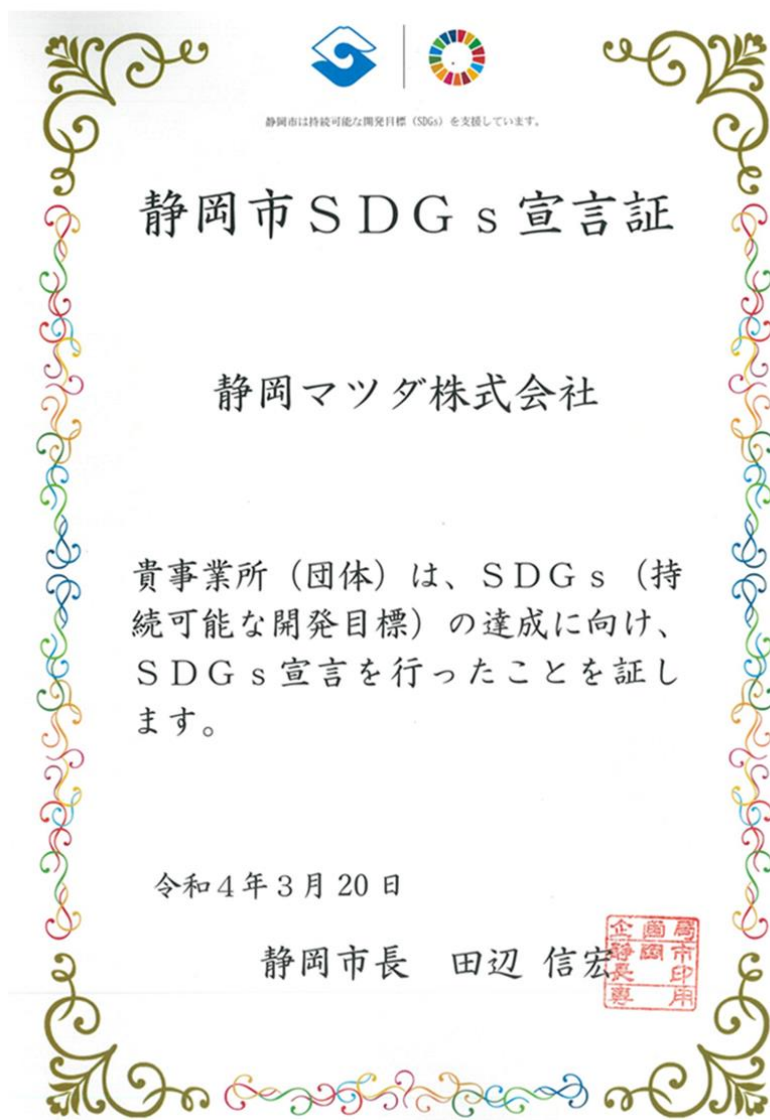 静岡市は持続可能な開発目標（SDGs）を支援しています。
静岡市ＳＤＧｓ宣言証
静岡マツダ株式会社
貴事業所（団体）は、ＳＤＧｓ（持
続可能な開発目標）の達成に向け、
ＳＤＧｓ宣言を行ったことを証し
ます。
令和４年３月20日
静岡市長　田辺 信宏